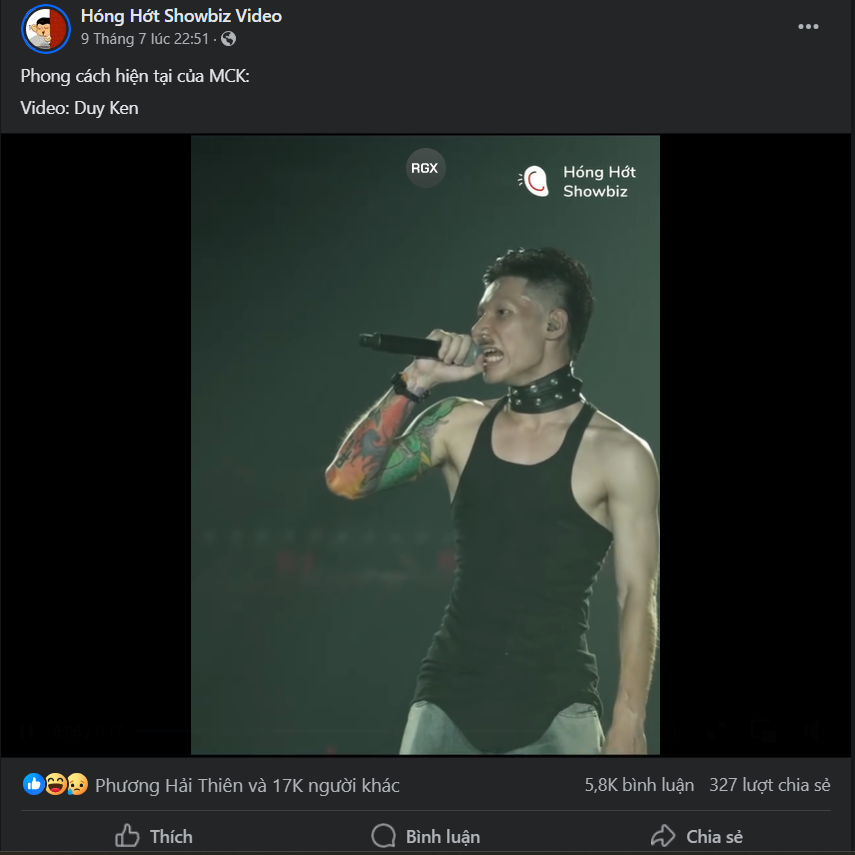 Hóng Hớt Showbiz Video
9 Tháng 7 lúc 22:51 ·
Phong cách hiện tại của MCK:
Video: Duy Ken
RGX
Hóng Hớt
Showbiz
Phương Hải Thiên và 17K người khác
5,8K bình luận 327 lượt chia sẻ
Thích Bình luận Chia sẻ